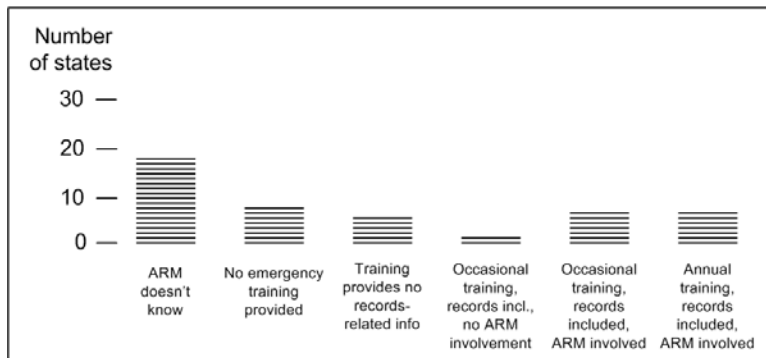 Number
of states
30
20
10
0
ARM
doesn't
know
No emergency
training
provided
Training
provides no
records-
related info
Occasional
training,
records incl.,
no ARM
involvement
Occasional
training,
records
included,
ARM involved
Annual
training,
records
included,
ARM involved